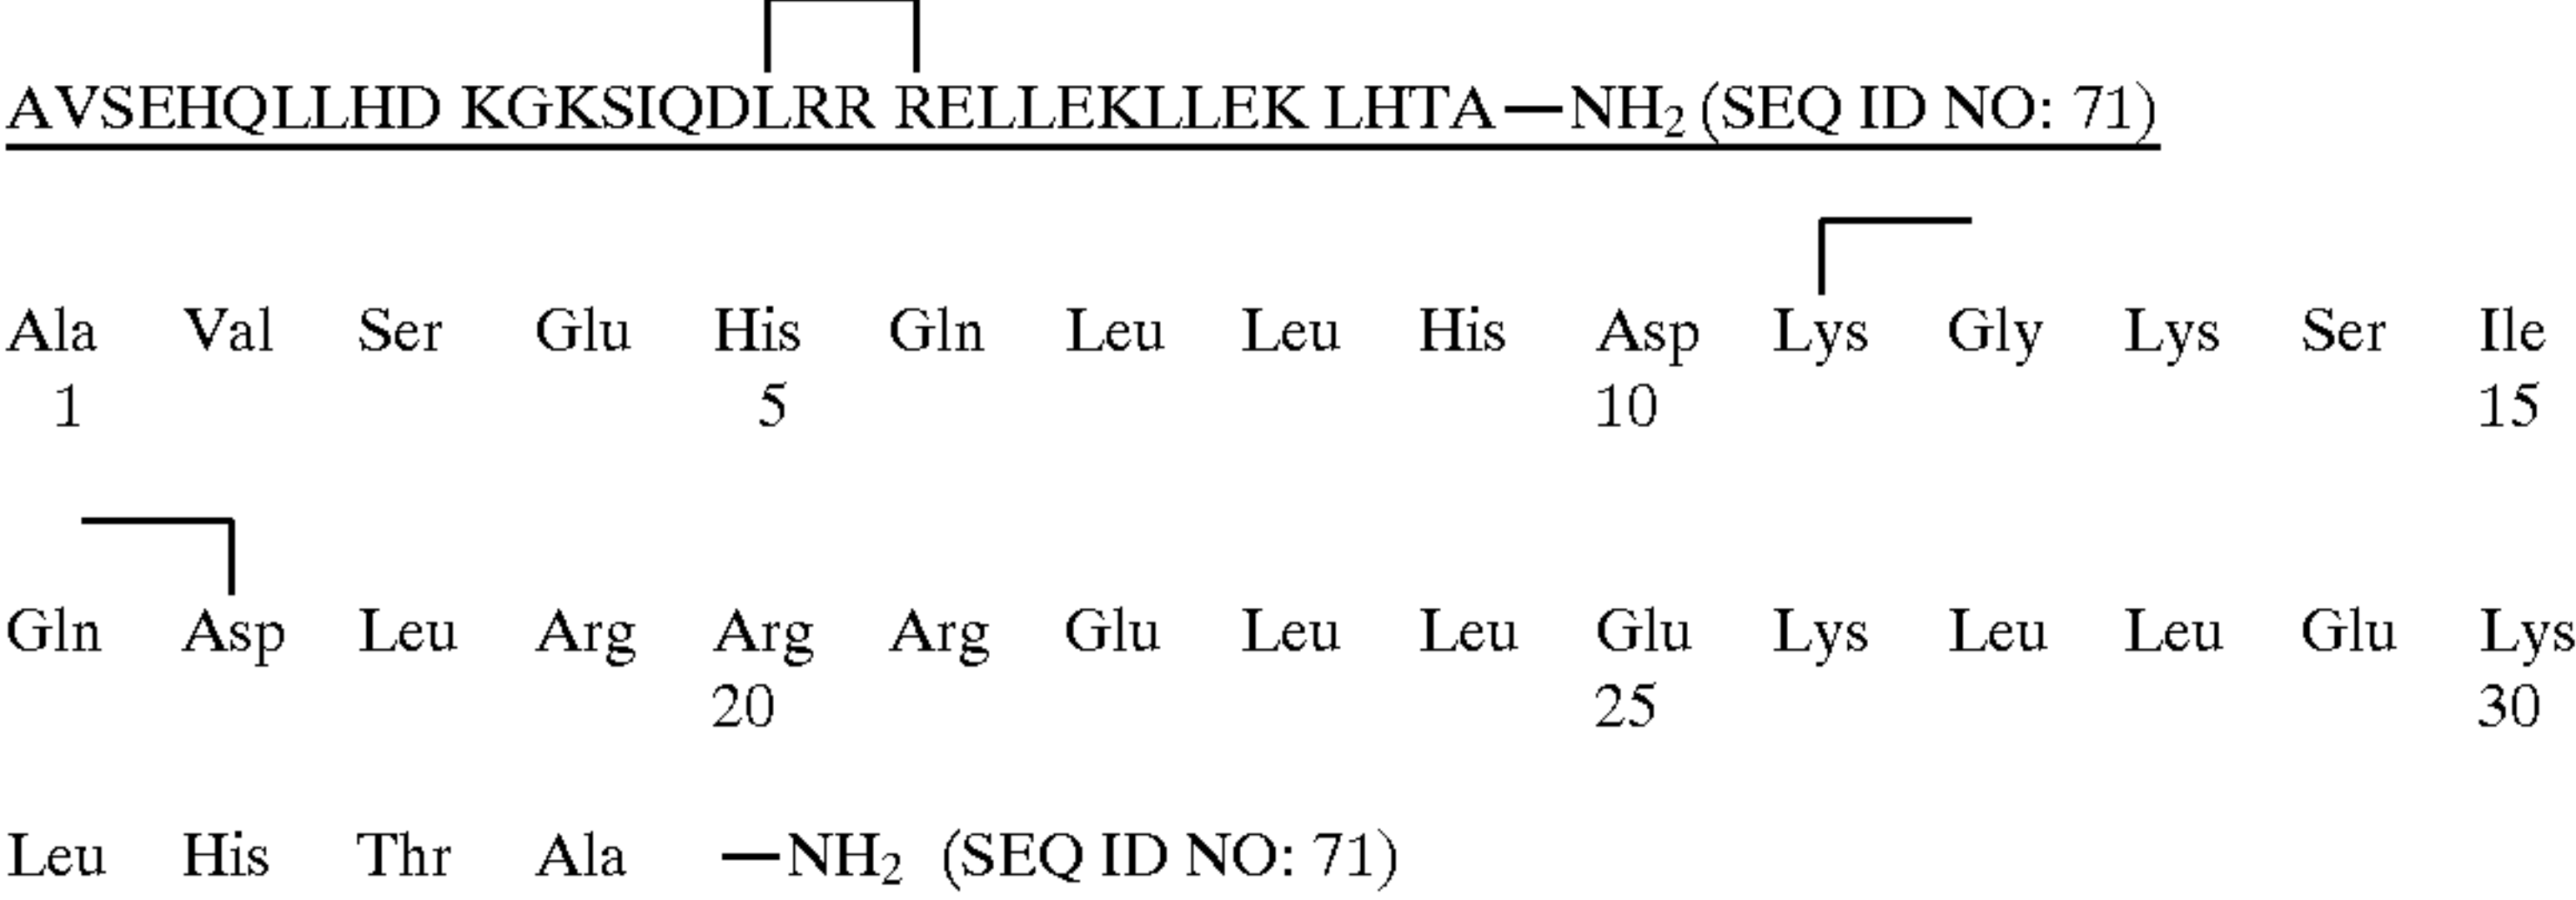 AVSEHQLLHD KGKSIQDLRR RELLEKLLEK LHTA—NH₂ (SEQ ID NO: 71)
Ala Val Ser Glu His Gln Leu Leu His Asp Lys Gly Lys Ser Ile
1 5 10 15
Gln Asp Leu Arg Arg Arg Glu Leu Leu Glu Lys Leu Leu Glu Lys
20 25 30
Leu His Thr Ala —NH₂ (SEQ ID NO: 71)